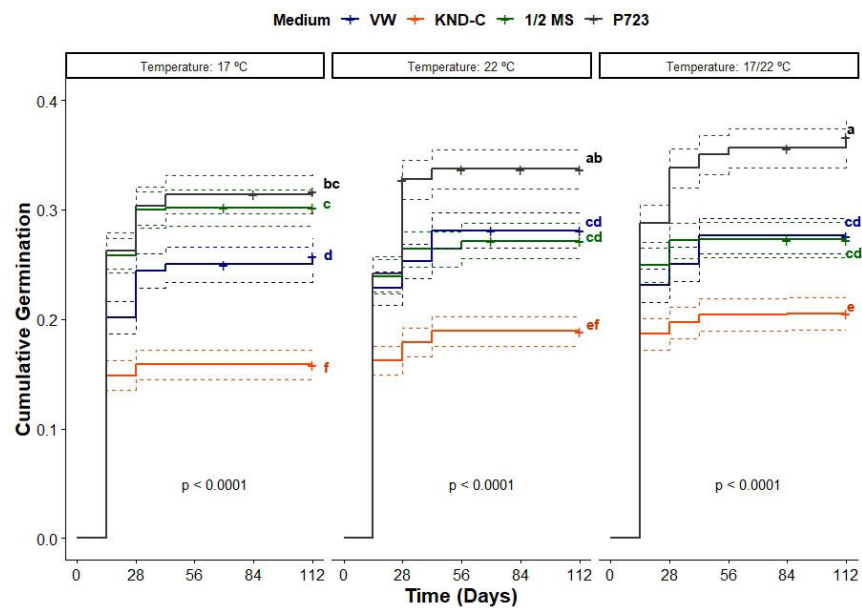 Medium VW KND-C 1/2 MS P723
Temperature: 17 ºC Temperature: 22 ºC Temperature: 17/22 ºC
Cumulative Germination
0.4
0.3
0.2
0.1
0.0
bc
c
d
f
p < 0.0001
ab
cd
cd
ef
p < 0.0001
a
cd
cd
e
p < 0.0001
0 28 56 84 112 0 28 56 84 112 0 28 56 84 112
Time (Days)